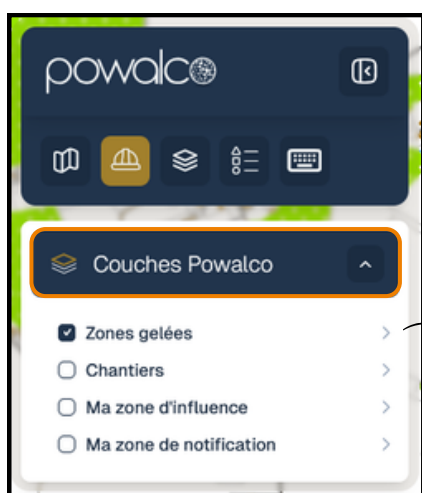 powalco
Couches Powalco
Zones gelées
Chantiers
Ma zone d'influence
Ma zone de notification